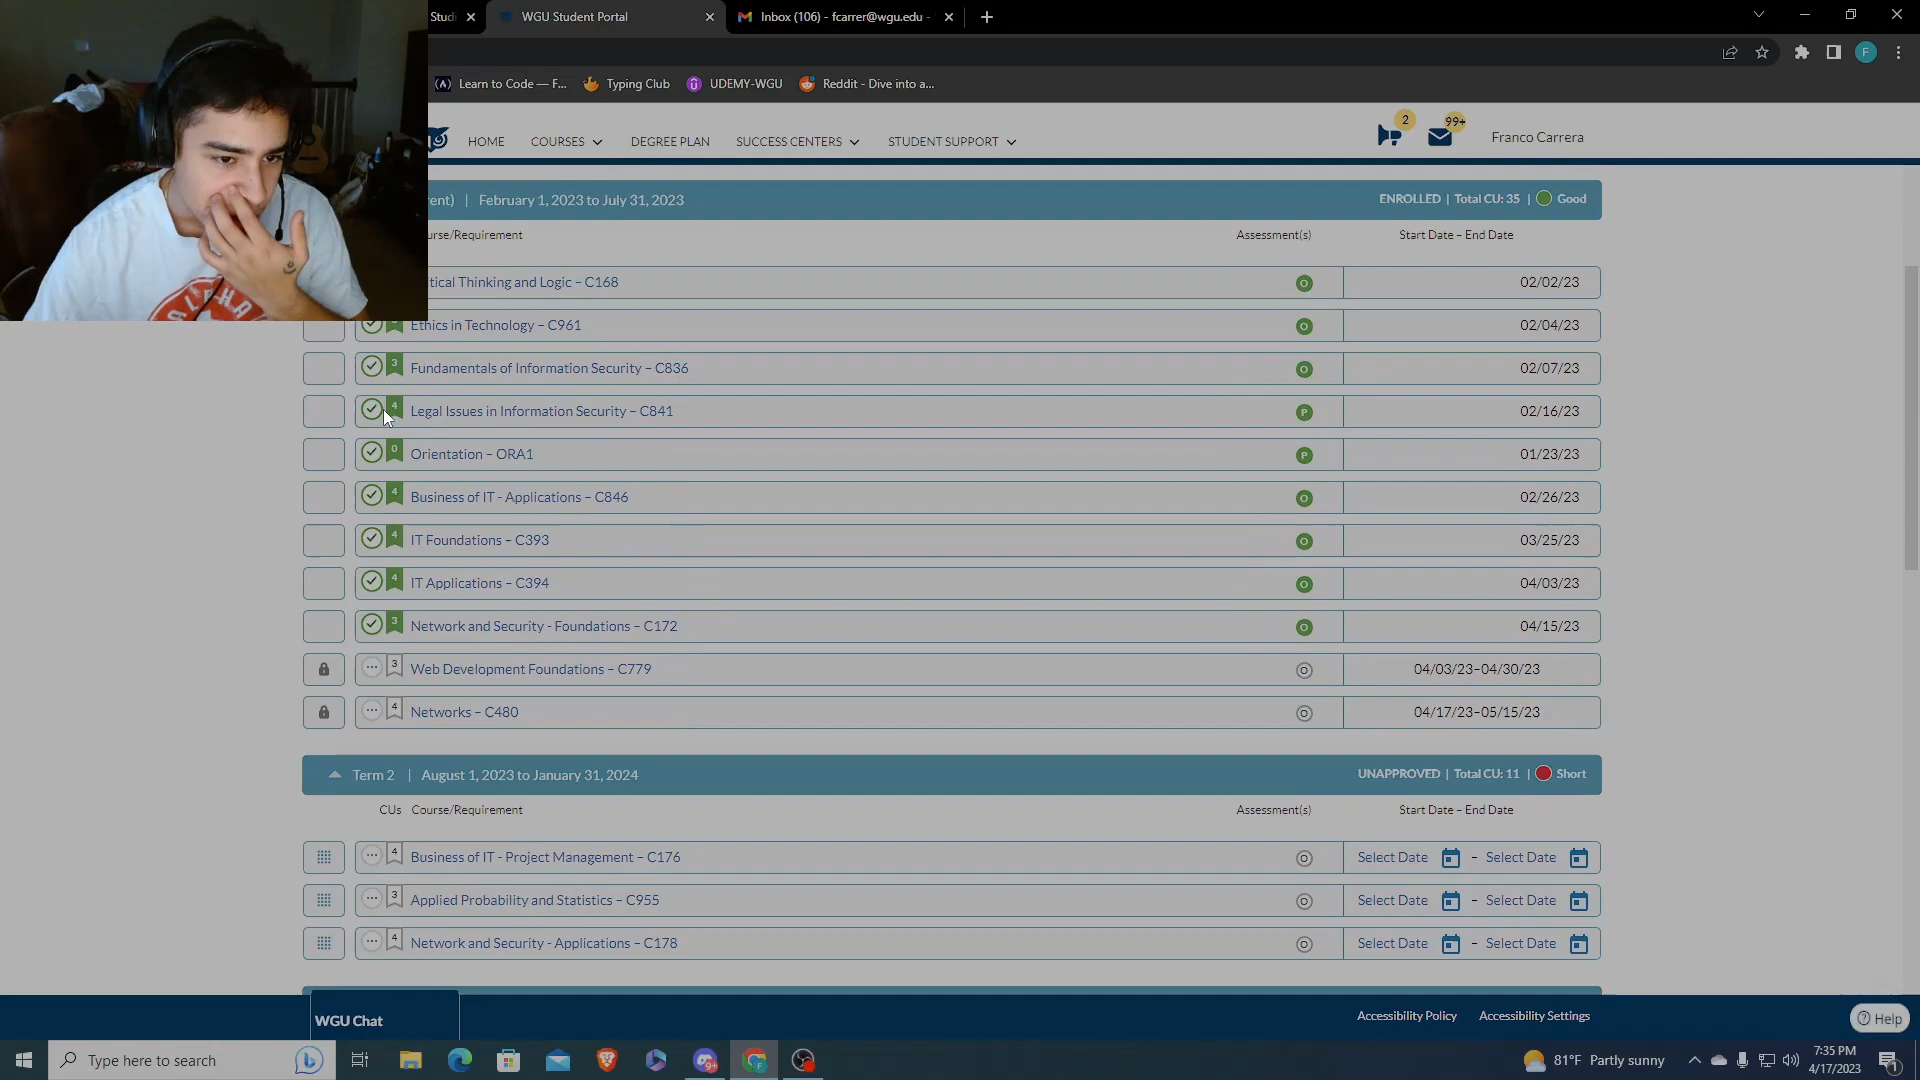 Studi
WGU Student Portal
Inbox (106) - fcarrer@wgu.edu -
Learn to Code — F...
Typing Club
UDEMY-WGU
Reddit - Dive into a...
F
HOME
COURSES
DEGREE PLAN
SUCCESS CENTERS
STUDENT SUPPORT
2
99+
Franco Carrera
rent) | February 1, 2023 to July 31, 2023
ENROLLED | Total CU: 35 | Good
urse/Requirement Assessment(s) Start Date – End Date
tical Thinking and Logic – C168 O 02/02/23
Ethics in Technology – C961 O 02/04/23
3 Fundamentals of Information Security – C836 O 02/07/23
4 Legal Issues in Information Security – C841 P 02/16/23
0 Orientation – ORA1 P 01/23/23
4 Business of IT - Applications – C846 O 02/26/23
4 IT Foundations – C393 O 03/25/23
4 IT Applications – C394 O 04/03/23
3 Network and Security - Foundations – C172 O 04/15/23
3 Web Development Foundations – C779 O 04/03/23–04/30/23
4 Networks – C480 O 04/17/23–05/15/23
Term 2 | August 1, 2023 to January 31, 2024
UNAPPROVED | Total CU: 11 | Short
CUs Course/Requirement Assessment(s) Start Date – End Date
4 Business of IT - Project Management – C176 O Select Date – Select Date
3 Applied Probability and Statistics – C955 O Select Date – Select Date
4 Network and Security - Applications – C178 O Select Date – Select Date
WGU Chat
Accessibility Policy
Accessibility Settings
Help
Type here to search
9+
F
81°F Partly sunny
7:35 PM
4/17/2023
1